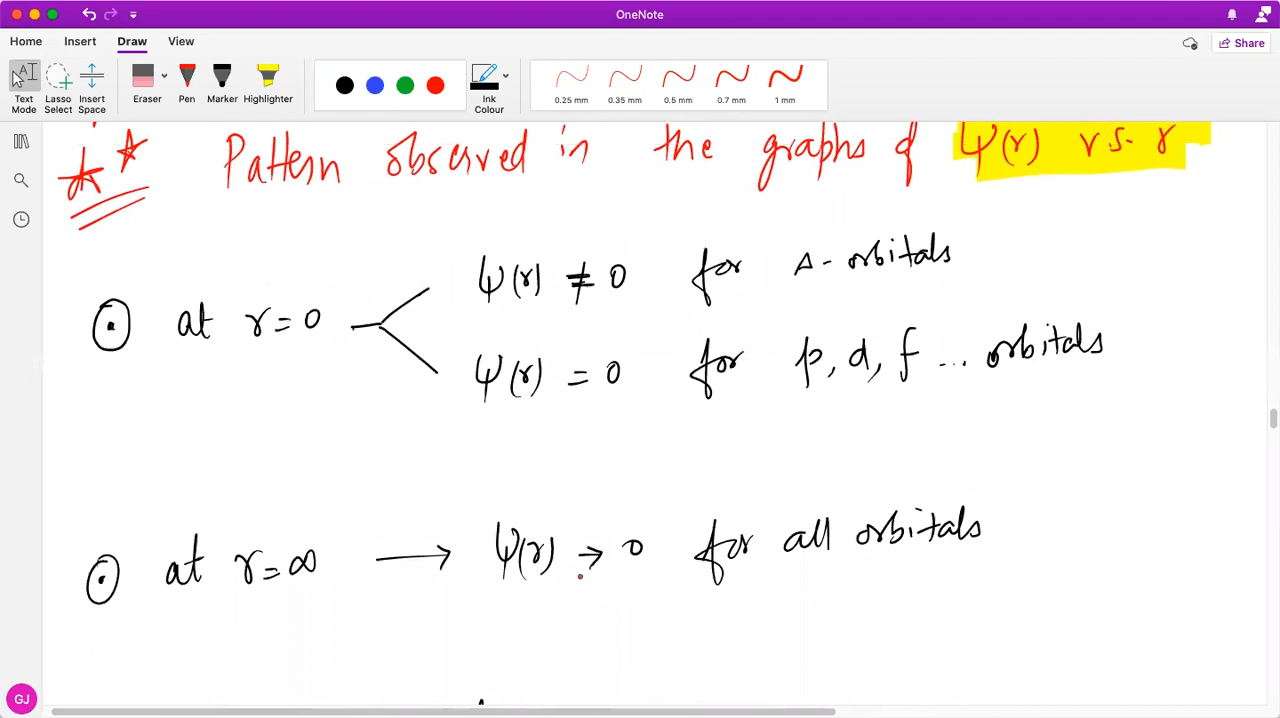 OneNote
Home Insert Draw View Share
Text Mode Lasso Select Insert Space Eraser Pen Marker Highlighter Ink Colour 0.25 mm 0.35 mm 0.5 mm 0.7 mm 1 mm
Pattern observed in the graphs of ψ(r) vs. r
at r=0
ψ(r) ≠ 0 for s- orbitals
ψ(r) = 0 for p, d, f ... orbitals
at r=∞ → ψ(r) → 0 for all orbitals
GJ